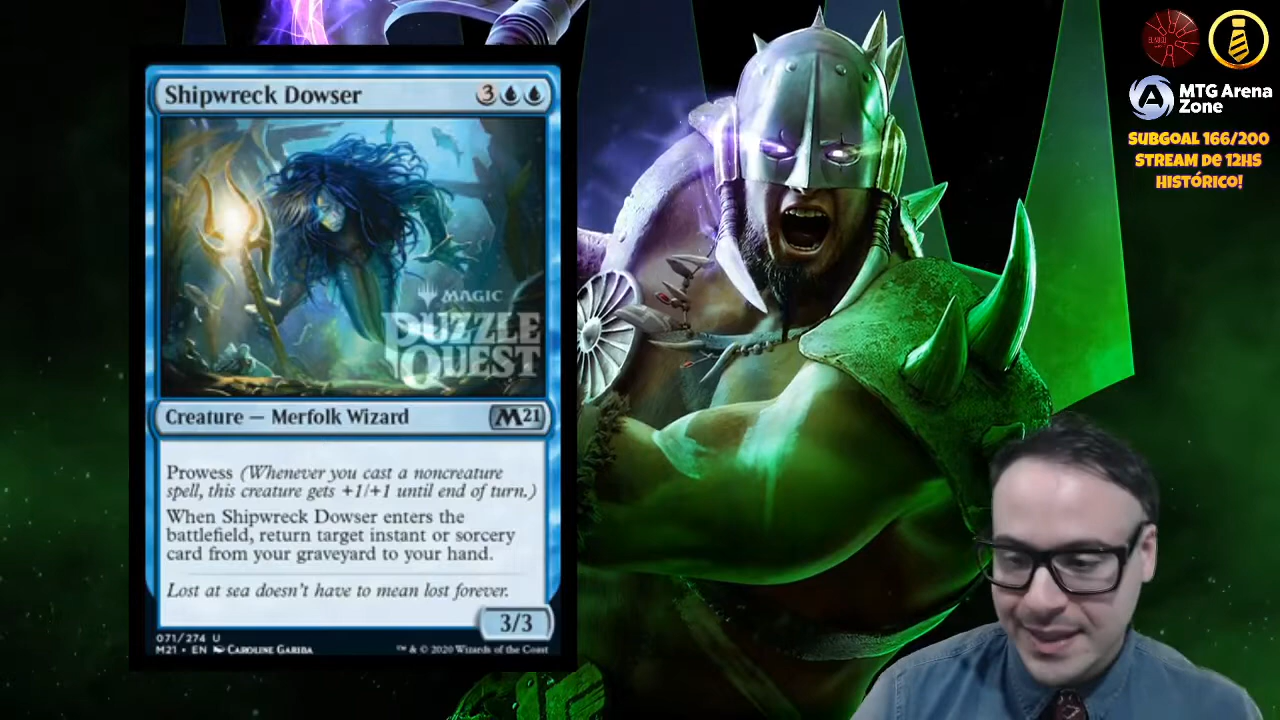 Shipwreck Dowser 3
MAGIC
PUZZLE
QUEST
Creature — Merfolk Wizard M21
Prowess (Whenever you cast a noncreature
spell, this creature gets +1/+1 until end of turn.)
When Shipwreck Dowser enters the
battlefield, return target instant or sorcery
card from your graveyard to your hand.
Lost at sea doesn't have to mean lost forever.
3/3
071/274 U
M21 • EN CAROLINE GARIBA
™ & © 2020 Wizards of the Coast
MTG Arena
Zone
SUBGOAL 166/200
STREAM DE 12HS
HISTÓRICO!